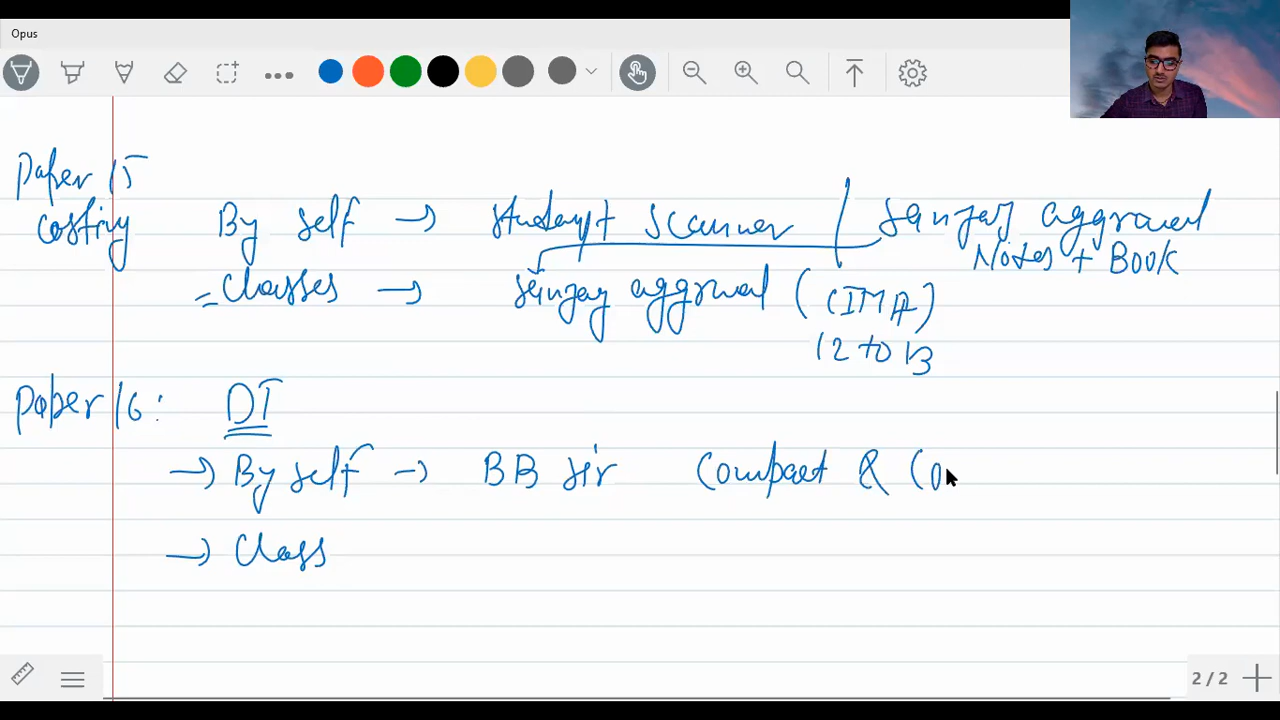 Opus
Paper 15
costing By self → student scanner / sanjay aggrawal
Notes + Book
= classes → sanjay aggrawal (CIMA)
12 to 13
Paper 16: DT
→ By self → BB sir Compact & Co
→ Class
2 / 2